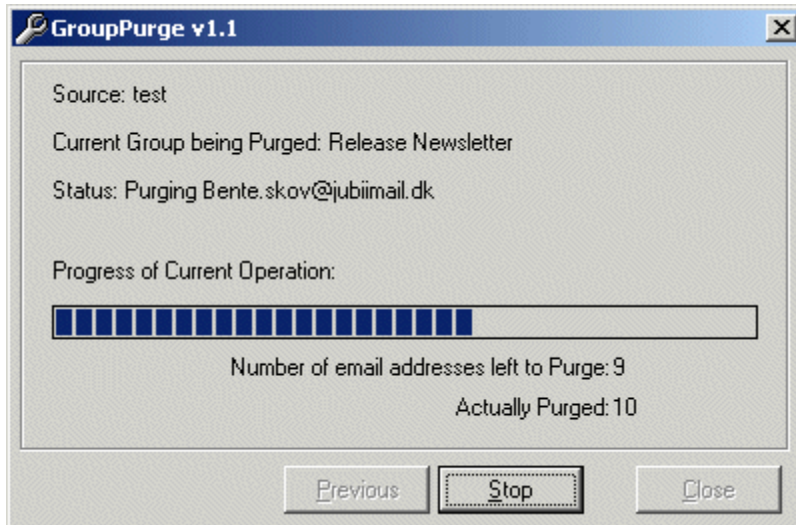 GroupPurge v1.1
Source: test
Current Group being Purged: Release Newsletter
Status: Purging Bente.skov@jubiimail.dk
Progress of Current Operation:
Number of email addresses left to Purge: 9
Actually Purged: 10
Previous Stop Close